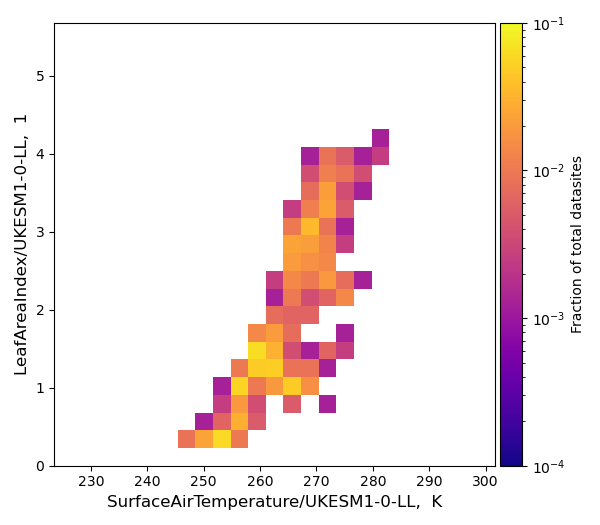 5
4
3
2
1
0
230 240 250 260 270 280 290 300
SurfaceAirTemperature/UKESM1-0-LL,  K
LeafAreaIndex/UKESM1-0-LL,  1
10⁻¹
10⁻²
10⁻³
10⁻⁴
Fraction of total datasites